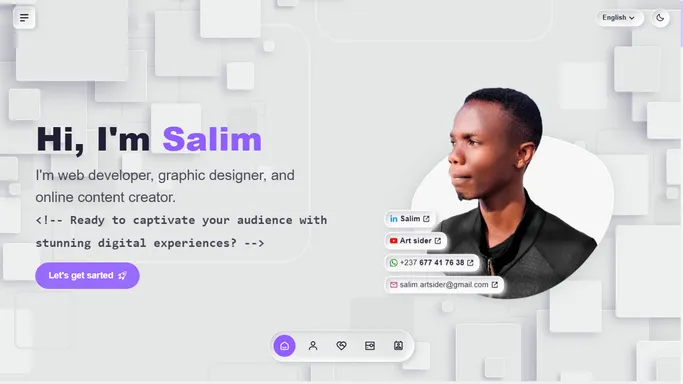 English
Hi, I'm Salim
I'm web developer, graphic designer, and
online content creator.
<!-- Ready to captivate your audience with
stunning digital experiences? -->
Let's get sarted
in Salim
Art sider
+237 677 41 76 38
salim.artsider@gmail.com